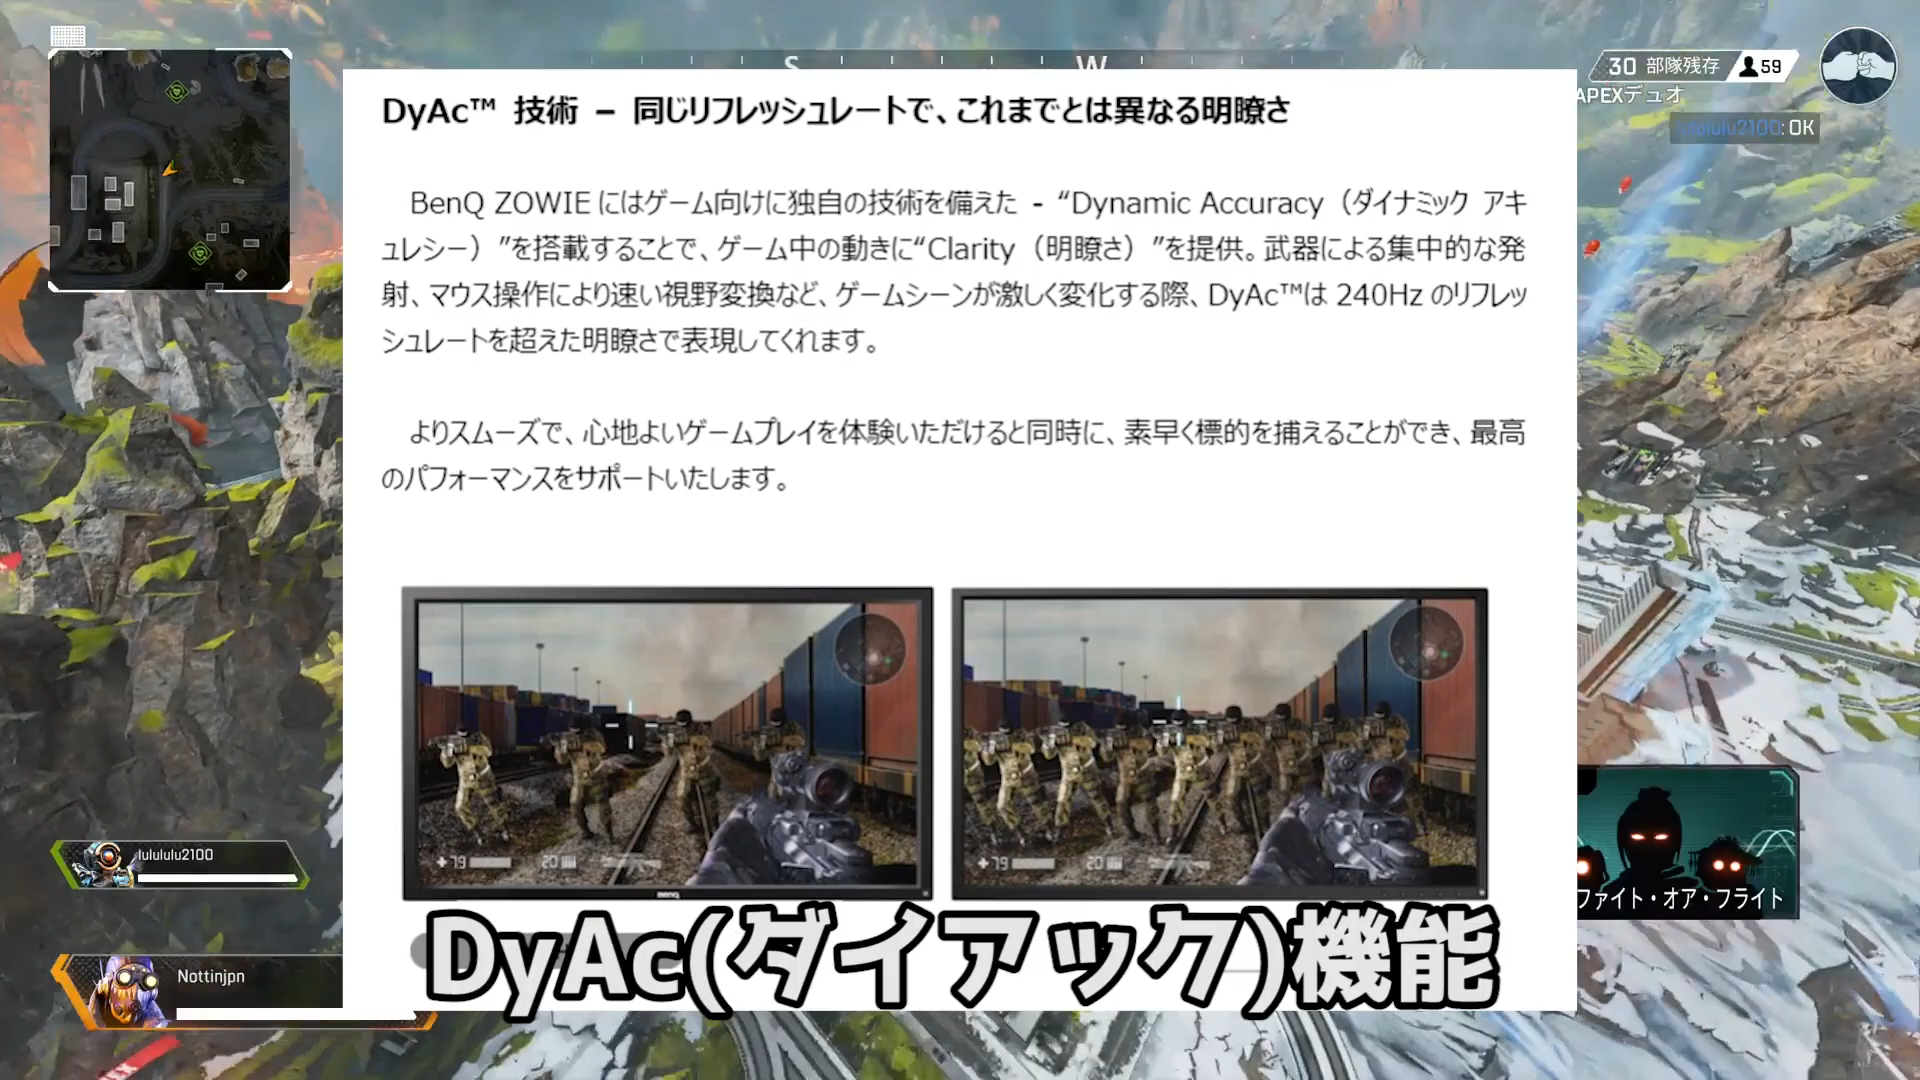 S
W
30 部隊残存
59
APEXデュオ
lulululu2100: OK
DyAc™ 技術 – 同じリフレッシュレートで、これまでとは異なる明瞭さ
BenQ ZOWIE にはゲーム向けに独自の技術を備えた - “Dynamic Accuracy（ダイナミック アキ
ュレシー）”を搭載することで、ゲーム中の動きに“Clarity（明瞭さ）”を提供。武器による集中的な発
射、マウス操作により速い視野変換など、ゲームシーンが激しく変化する際、DyAc™は 240Hz のリフレッ
シュレートを超えた明瞭さで表現してくれます。
よりスムーズで、心地よいゲームプレイを体験いただけると同時に、素早く標的を捕えることができ、最高
のパフォーマンスをサポートいたします。
79
20
BenQ
79
20
lulululu2100
ファイト・オア・フライト
DyAc(ダイアック)機能
Nottinjpn